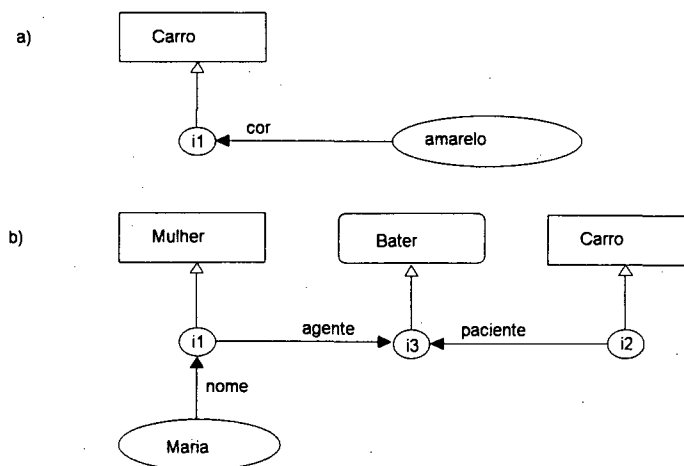 a)
Carro
i1
cor
amarelo
b)
Mulher
Bater
Carro
i1
agente
i3
paciente
i2
nome
Maria